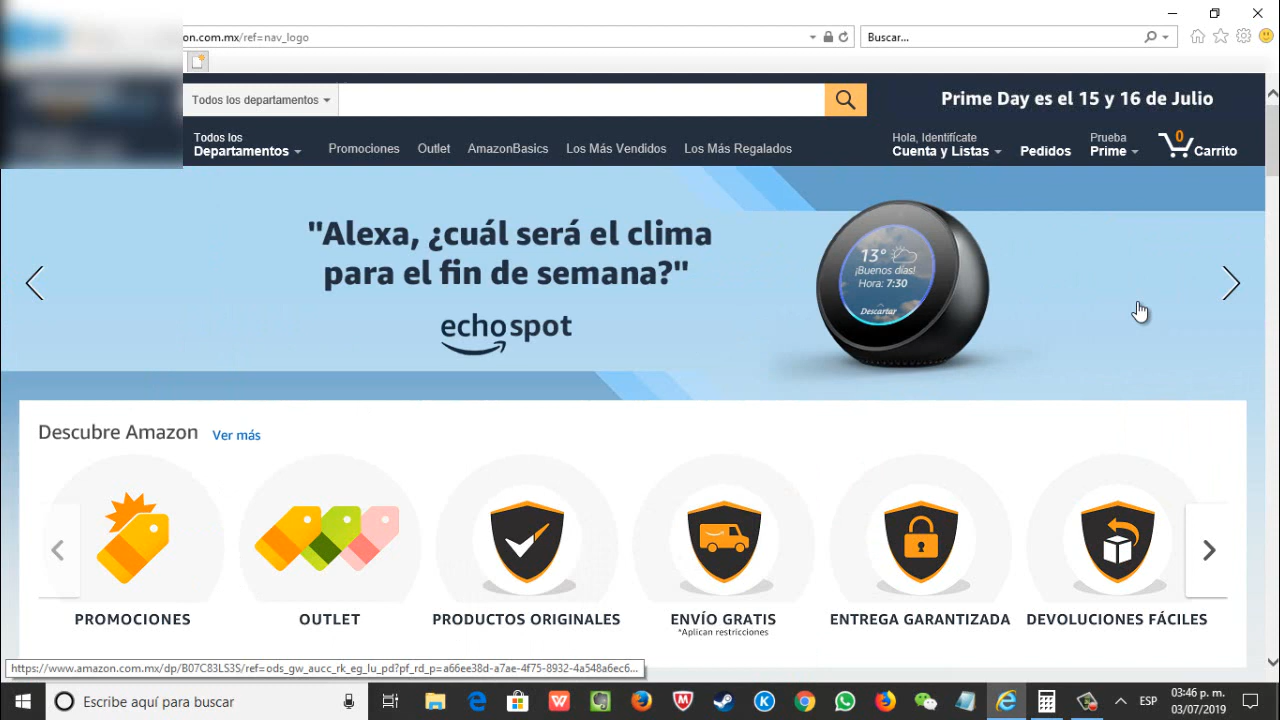 on.com.mx/ref=nav_logo
Buscar...
Todos los departamentos
Prime Day es el 15 y 16 de Julio
Todos los
Departamentos
Promociones
Outlet
AmazonBasics
Los Más Vendidos
Los Más Regalados
Hola, Identifícate
Cuenta y Listas
Pedidos
Prueba
Prime
0
Carrito
"Alexa, ¿cuál será el clima
para el fin de semana?"
echo spot
13°
¡Buenos días!
Hora: 7:30
Descartar
Descubre Amazon
Ver más
PROMOCIONES
OUTLET
PRODUCTOS ORIGINALES
ENVÍO GRATIS
*Aplican restricciones
ENTREGA GARANTIZADA
DEVOLUCIONES FÁCILES
https://www.amazon.com.mx/dp/B07C83LS3S/ref=ods_gw_aucc_rk_eg_lu_pd?pf_rd_p=a66ee38d-a7ae-4f75-8932-4a548a6ec6...
Escribe aquí para buscar
ESP
03:46 p. m.
03/07/2019